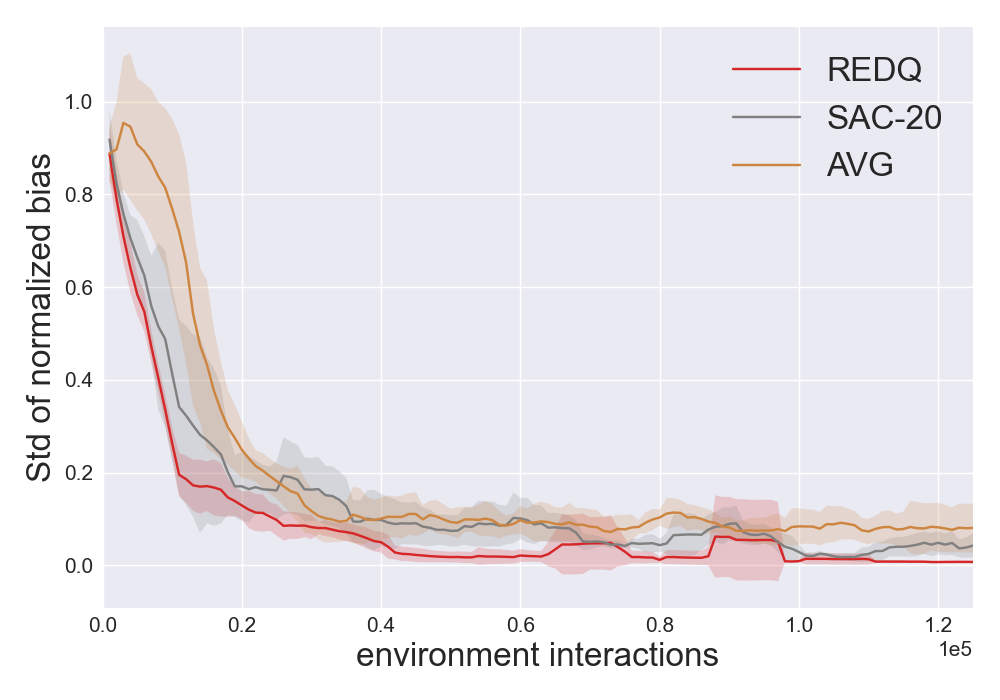 REDQ
SAC-20
AVG
Std of normalized bias
1.0
0.8
0.6
0.4
0.2
0.0
0.0 0.2 0.4 0.6 0.8 1.0 1.2
1e5
environment interactions